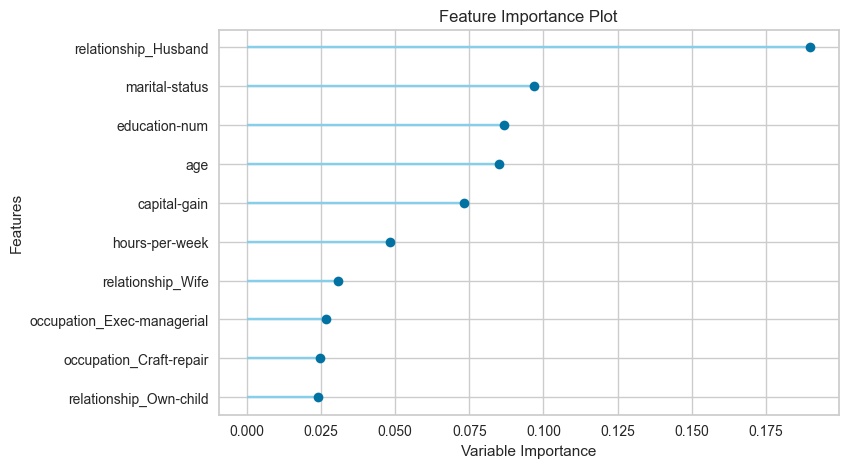 Feature Importance Plot
relationship_Husband
marital-status
education-num
age
capital-gain
hours-per-week
relationship_Wife
occupation_Exec-managerial
occupation_Craft-repair
relationship_Own-child
Features
0.000 0.025 0.050 0.075 0.100 0.125 0.150 0.175
Variable Importance